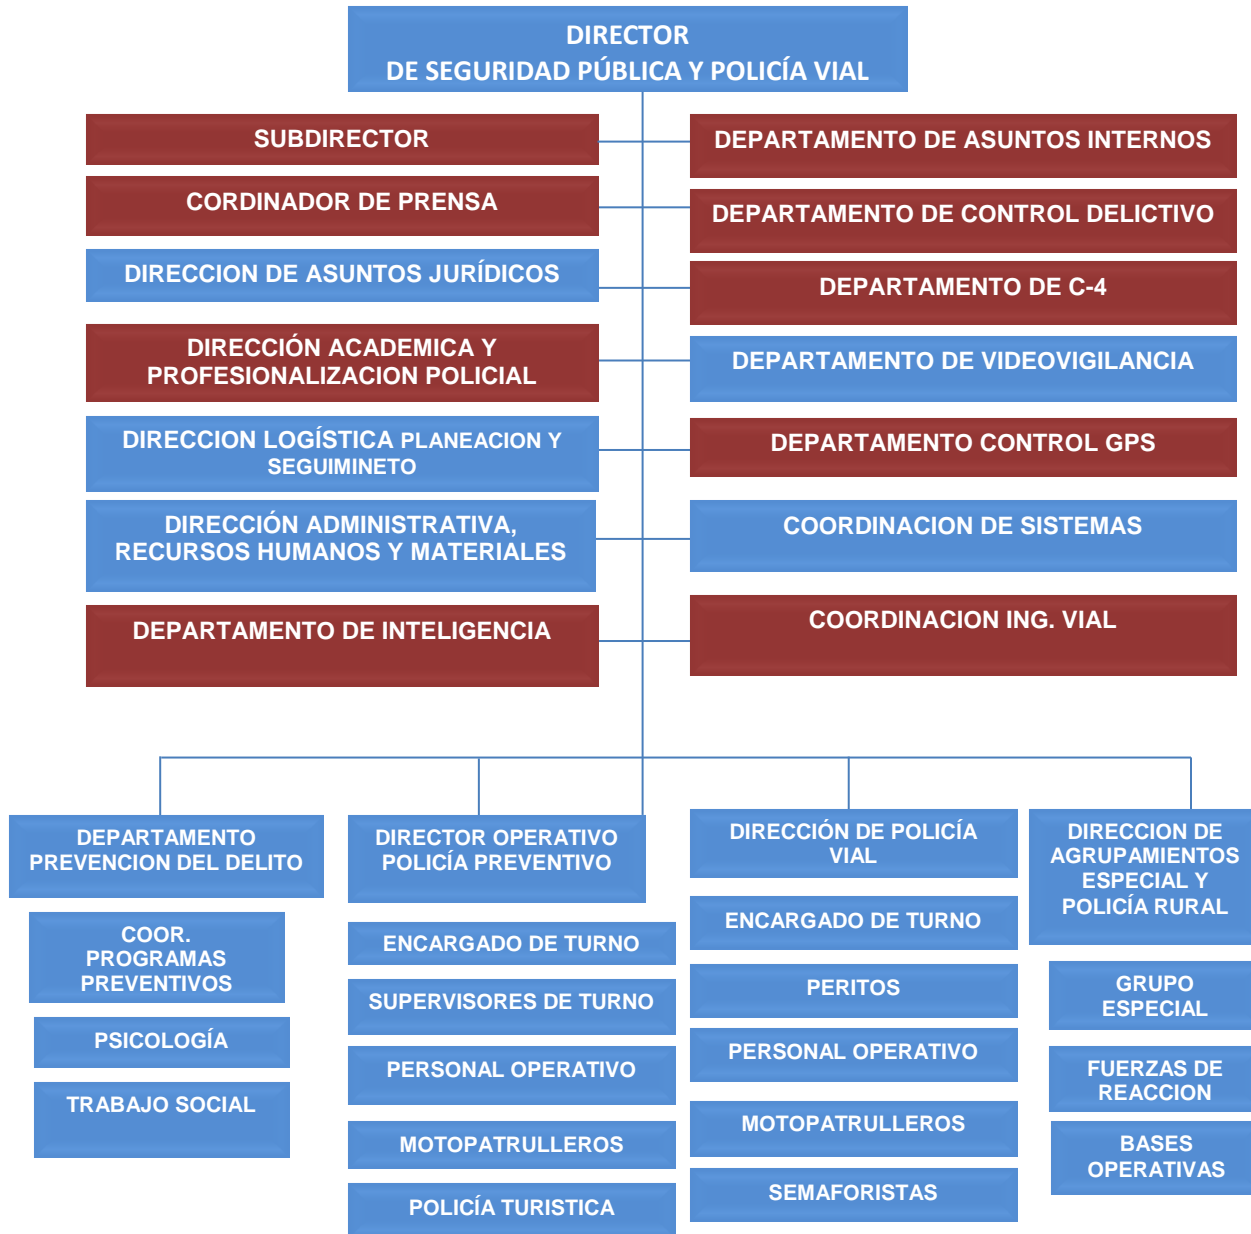 DIRECTOR
DE SEGURIDAD PÚBLICA Y POLICÍA VIAL
SUBDIRECTOR
DEPARTAMENTO DE ASUNTOS INTERNOS
CORDINADOR DE PRENSA
DEPARTAMENTO DE CONTROL DELICTIVO
DIRECCION DE ASUNTOS JURÍDICOS
DEPARTAMENTO DE C-4
DIRECCIÓN ACADEMICA Y
PROFESIONALIZACION POLICIAL
DEPARTAMENTO DE VIDEOVIGILANCIA
DIRECCION LOGÍSTICA PLANEACION Y
SEGUIMINETO
DEPARTAMENTO CONTROL GPS
DIRECCIÓN ADMINISTRATIVA,
RECURSOS HUMANOS Y MATERIALES
COORDINACION DE SISTEMAS
DEPARTAMENTO DE INTELIGENCIA
COORDINACION ING. VIAL
DEPARTAMENTO
PREVENCION DEL DELITO
COOR.
PROGRAMAS
PREVENTIVOS
PSICOLOGÍA
TRABAJO SOCIAL
DIRECTOR OPERATIVO
POLICÍA PREVENTIVO
ENCARGADO DE TURNO
SUPERVISORES DE TURNO
PERSONAL OPERATIVO
MOTOPATRULLEROS
POLICÍA TURISTICA
DIRECCIÓN DE POLICÍA
VIAL
ENCARGADO DE TURNO
PERITOS
PERSONAL OPERATIVO
MOTOPATRULLEROS
SEMAFORISTAS
DIRECCION DE
AGRUPAMIENTOS
ESPECIAL Y
POLICÍA RURAL
GRUPO
ESPECIAL
FUERZAS DE
REACCION
BASES
OPERATIVAS